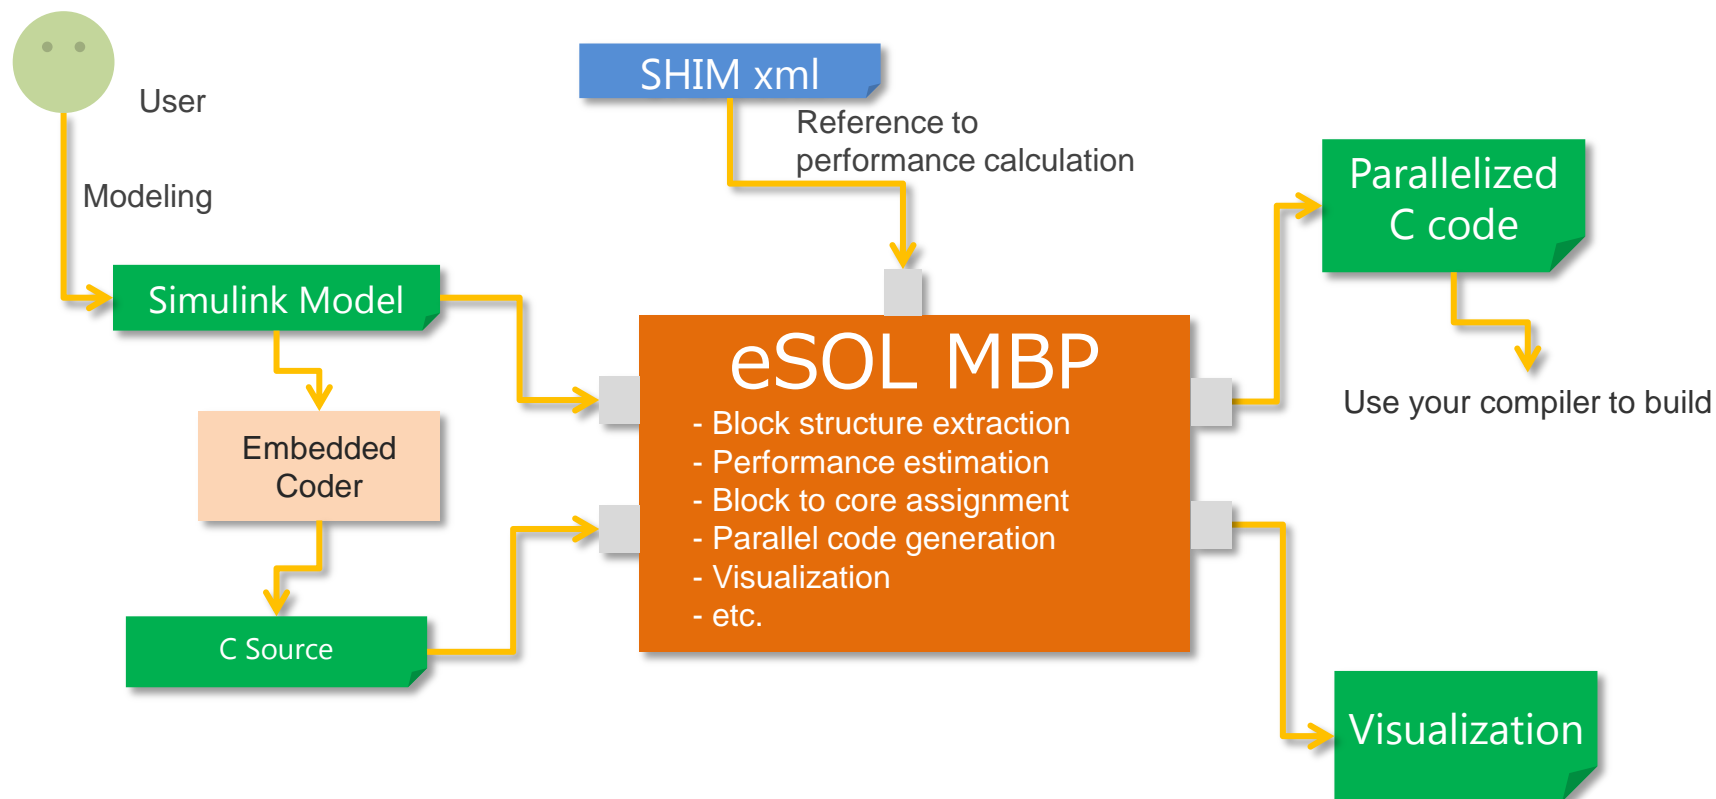 User
Modeling
Simulink Model
Embedded
Coder
C Source
SHIM xml
Reference to
performance calculation
eSOL MBP
- Block structure extraction
- Performance estimation
- Block to core assignment
- Parallel code generation
- Visualization
- etc.
Parallelized
C code
Use your compiler to build
Visualization